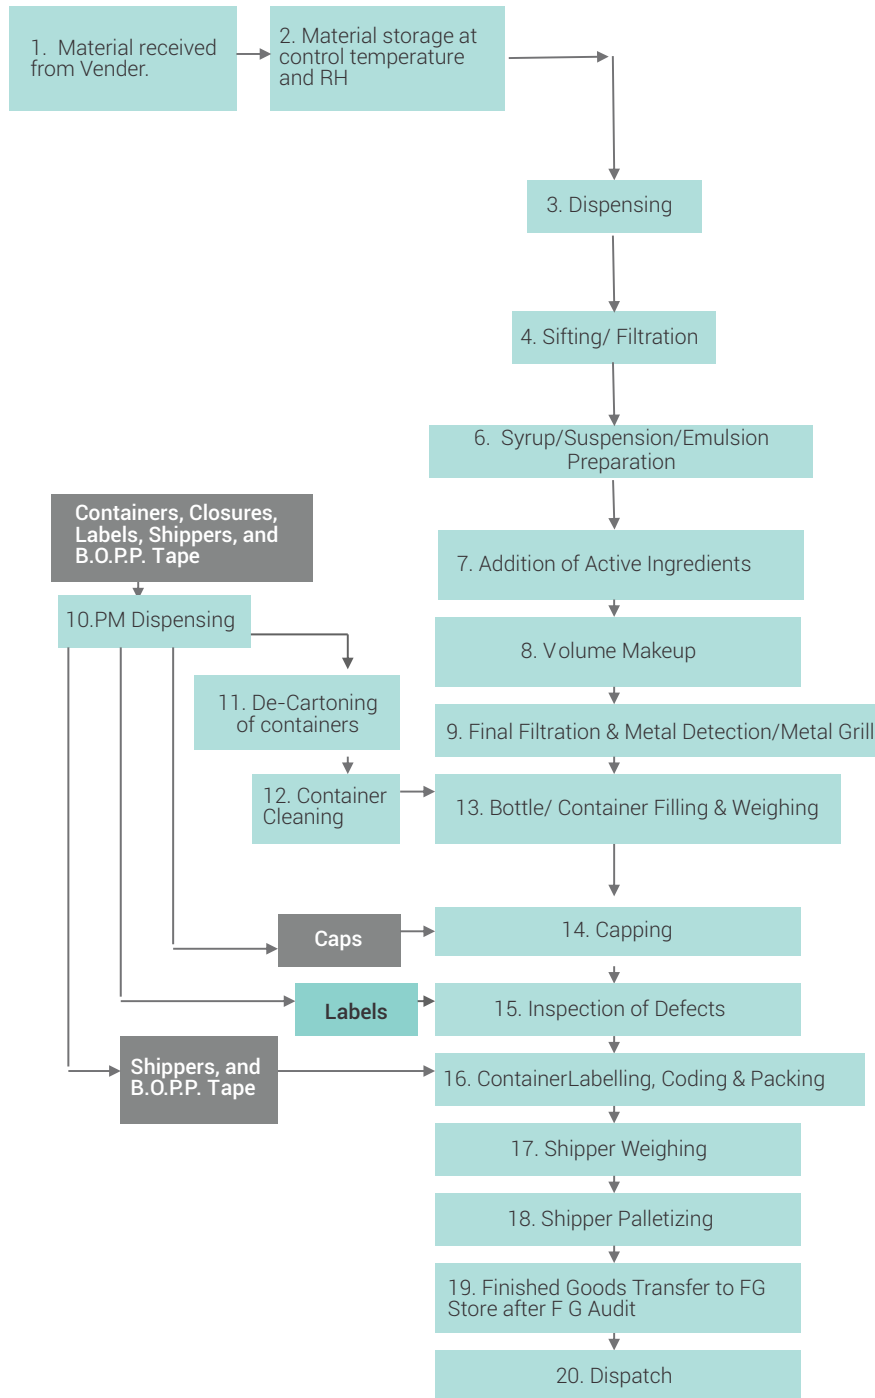 1. Material received
from Vender.
2. Material storage at
control temperature
and RH
3. Dispensing
4. Sifting/ Filtration
6. Syrup/Suspension/Emulsion
Preparation
Containers, Closures,
Labels, Shippers, and
B.O.P.P. Tape
7. Addition of Active Ingredients
10.PM Dispensing
8. Volume Makeup
11. De-Cartoning
of containers
9. Final Filtration & Metal Detection/Metal Grill
12. Container
Cleaning
13. Bottle/ Container Filling & Weighing
Caps
14. Capping
Labels
15. Inspection of Defects
Shippers, and
B.O.P.P. Tape
16. ContainerLabelling, Coding & Packing
17. Shipper Weighing
18. Shipper Palletizing
19. Finished Goods Transfer to FG
Store after F G Audit
20. Dispatch